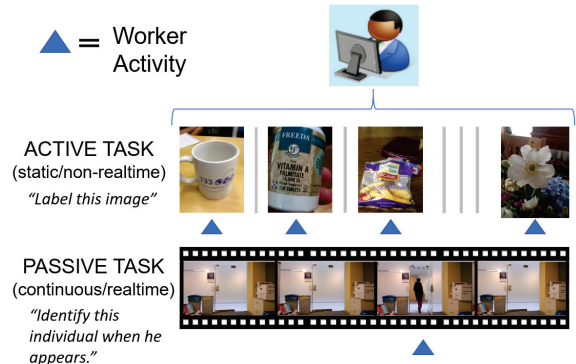 = Worker
Activity
ACTIVE TASK
(static/non-realtime)
"Label this image"
FREEDA
VITAMIN A
PALMITATE
PASSIVE TASK
(continuous/realtime)
"Identify this
individual when he
appears."